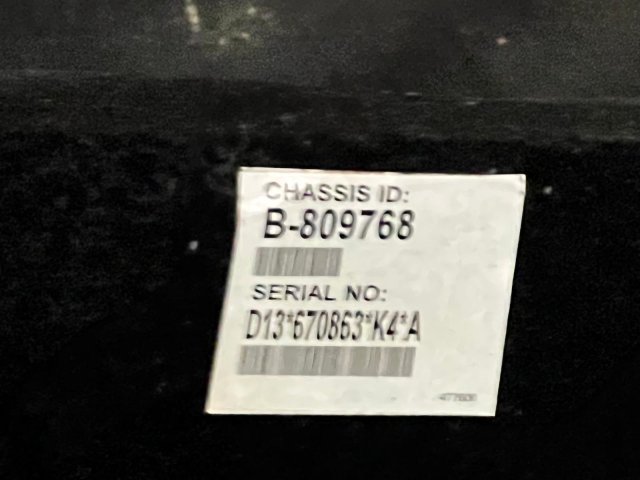 CHASSIS ID:
B-809768
SERIAL NO:
D13*670863*K4*A